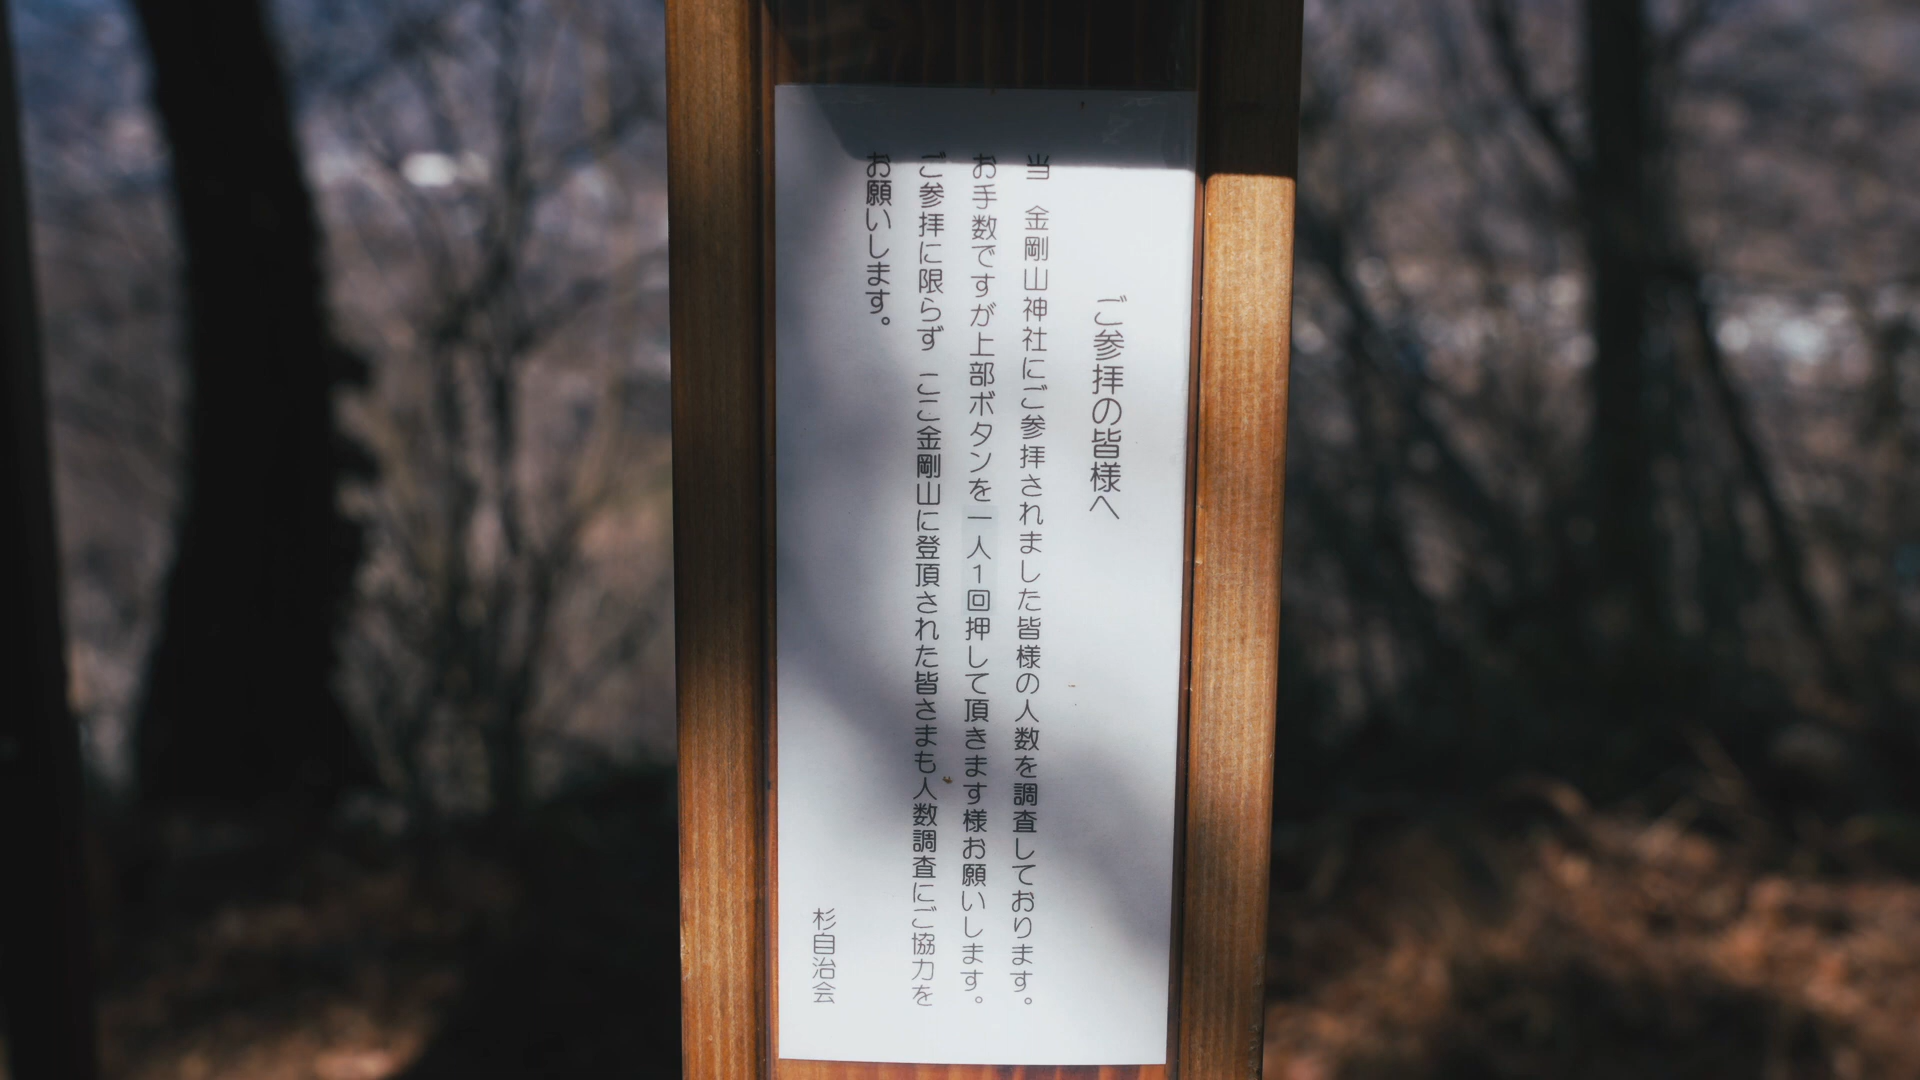 ご参拝の皆様へ
当　金剛山神社にご参拝されました皆様の人数を調査しております。
お手数ですが上部ボタンを一人1回押して頂きます様お願いします。
ご参拝に限らず　ここ金剛山に登頂された皆さまも人数調査にご協力を
お願いします。
杉自治会